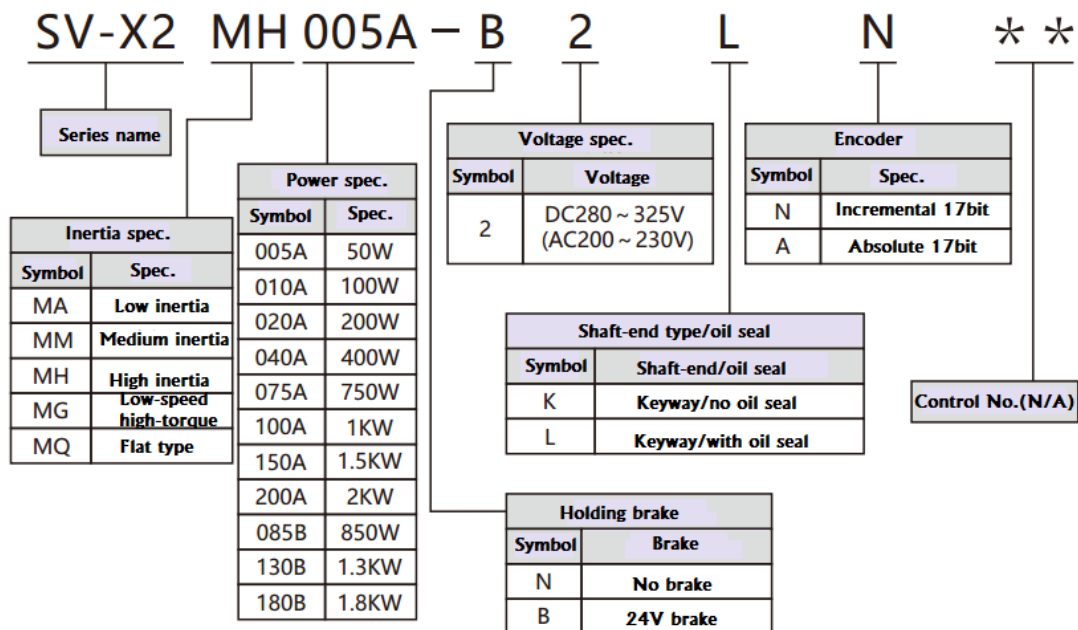 SV-X2 MH 005A - B 2 L N * *
Series name
Inertia spec.
Symbol Spec.
MA Low inertia
MM Medium inertia
MH High inertia
MG Low-speed
high-torque
MQ Flat type
Power spec.
Symbol Spec.
005A 50W
010A 100W
020A 200W
040A 400W
075A 750W
100A 1KW
150A 1.5KW
200A 2KW
085B 850W
130B 1.3KW
180B 1.8KW
Voltage spec.
Symbol Voltage
2 DC280~325V
(AC200~230V)
Encoder
Symbol Spec.
N Incremental 17bit
A Absolute 17bit
Shaft-end type/oil seal
Symbol Shaft-end/oil seal
K Keyway/no oil seal
L Keyway/with oil seal
Control No.(N/A)
Holding brake
Symbol Brake
N No brake
B 24V brake